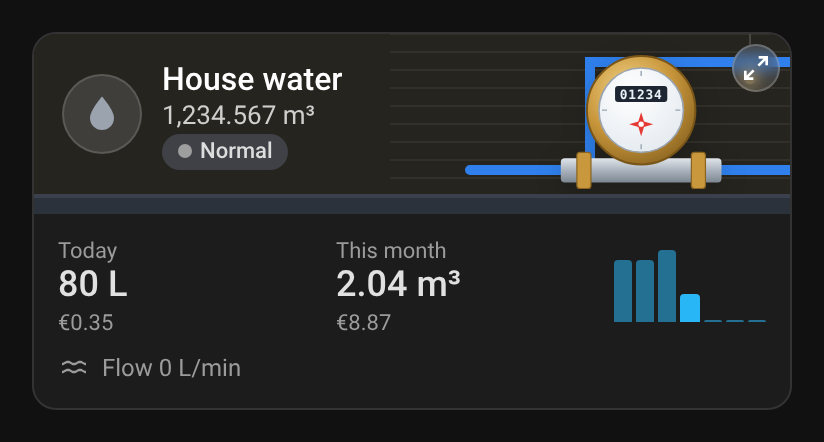 House water
1,234.567 m³
Normal
01234
Today
80 L
€0.35
This month
2.04 m³
€8.87
Flow 0 L/min